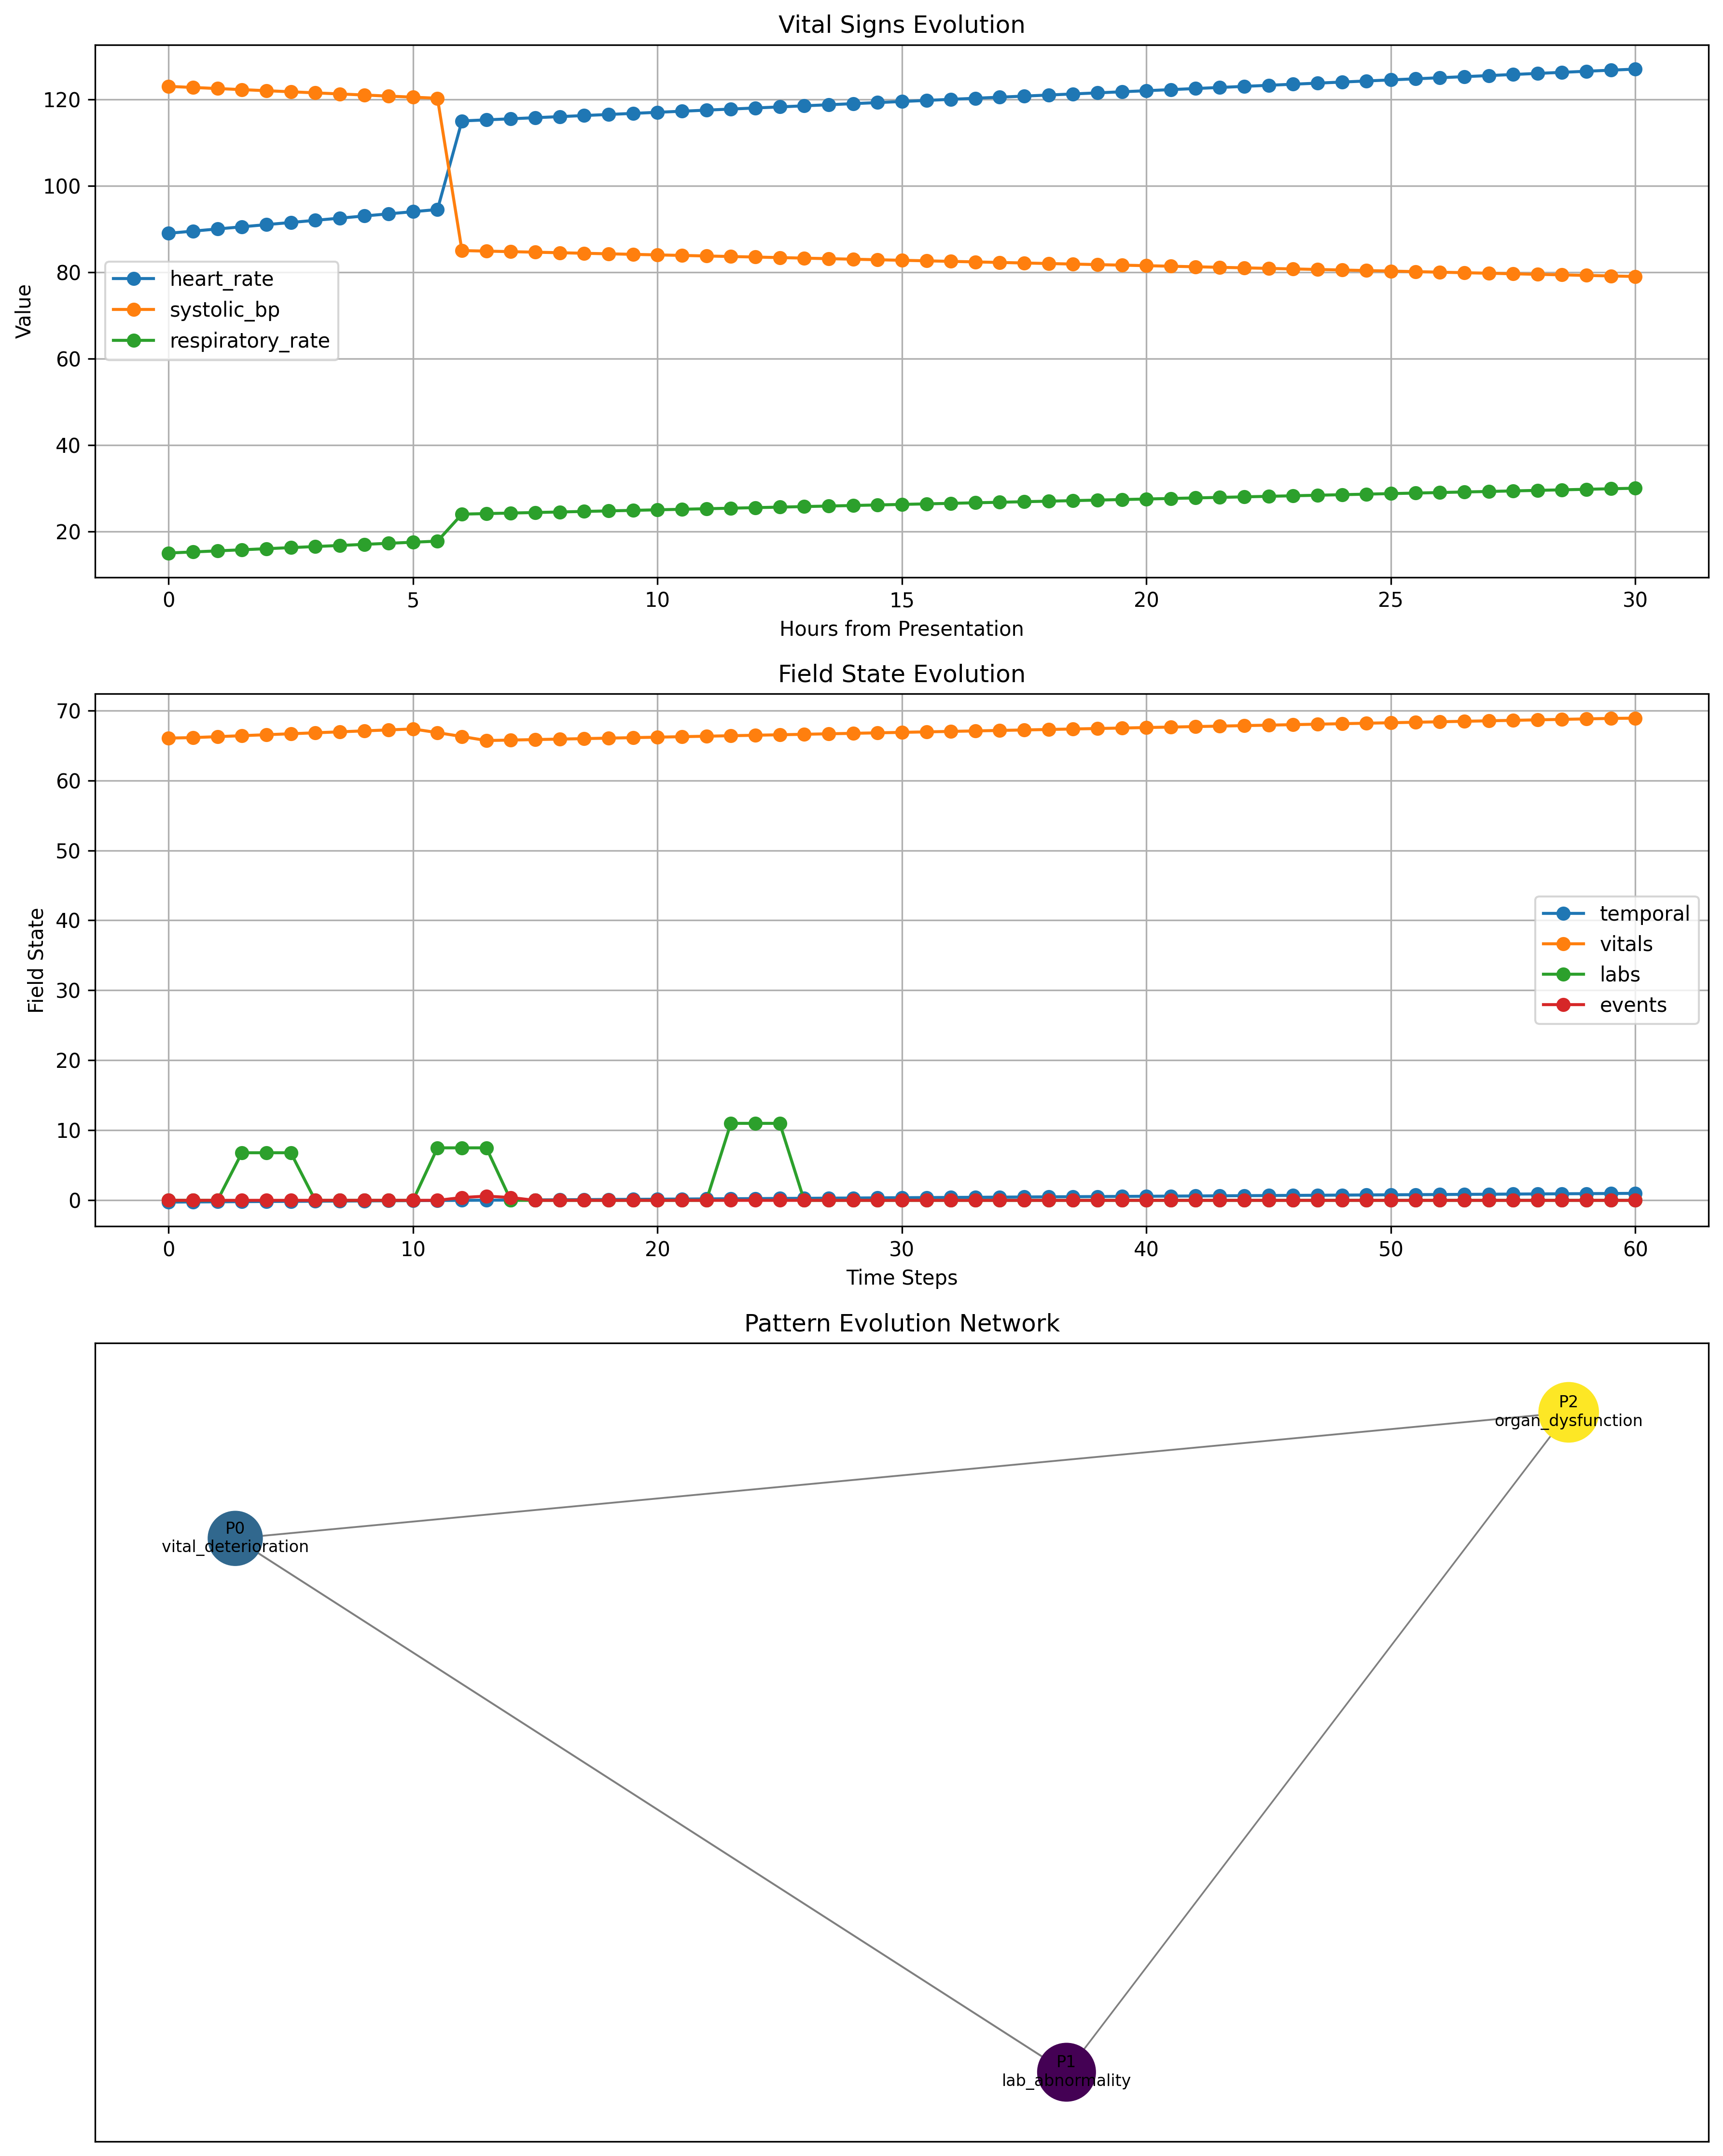 Vital Signs Evolution
120
100
80
60
40
20
Value
heart_rate
systolic_bp
respiratory_rate
0 5 10 15 20 25 30
Hours from Presentation
Field State Evolution
70
60
50
40
30
20
10
0
Field State
temporal
vitals
labs
events
0 10 20 30 40 50 60
Time Steps
Pattern Evolution Network
P2
organ_dysfunction
P0
vital_deterioration
P1
lab_abnormality